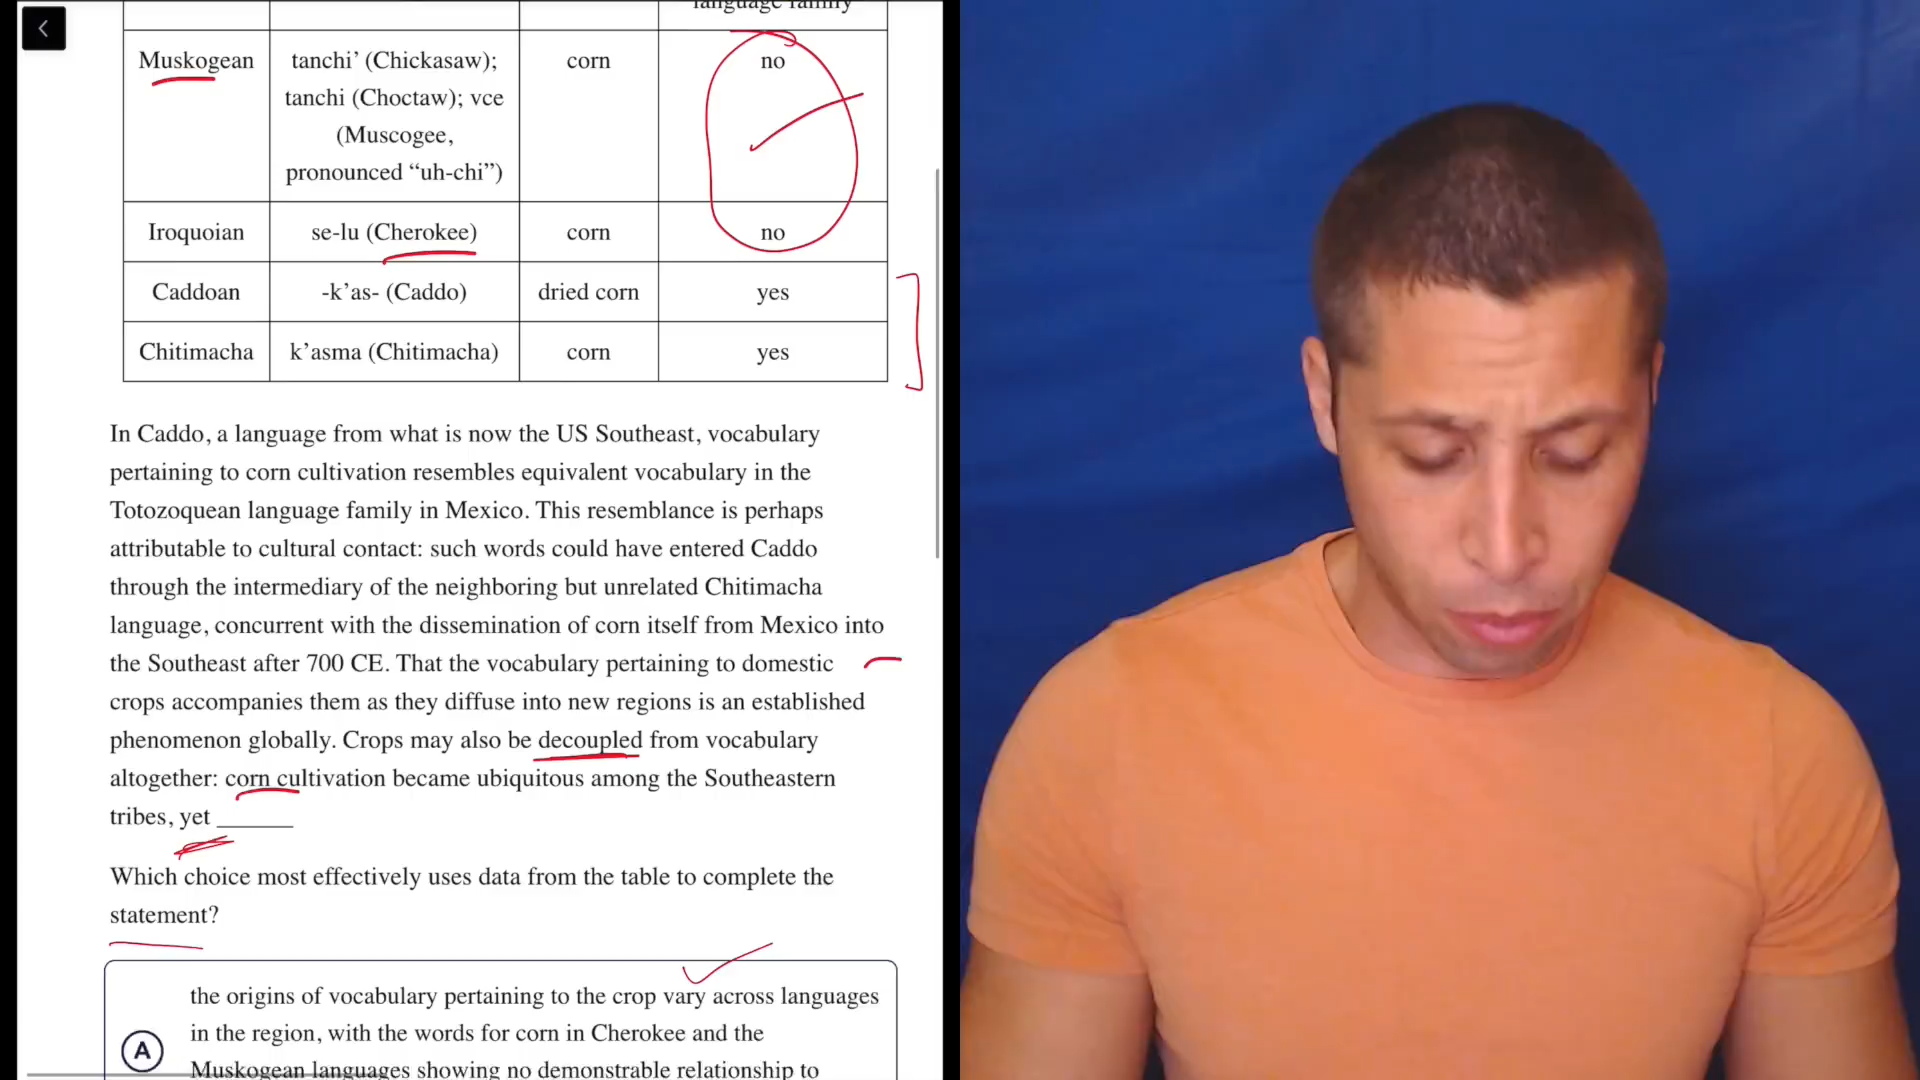 language family
Muskogean
tanchi’ (Chickasaw);
tanchi (Choctaw); vce
(Muscogee,
pronounced “uh-chi”)
corn
no
Iroquoian
se-lu (Cherokee)
corn
no
Caddoan
-k’as- (Caddo)
dried corn
yes
Chitimacha
k’asma (Chitimacha)
corn
yes
In Caddo, a language from what is now the US Southeast, vocabulary
pertaining to corn cultivation resembles equivalent vocabulary in the
Totozoquean language family in Mexico. This resemblance is perhaps
attributable to cultural contact: such words could have entered Caddo
through the intermediary of the neighboring but unrelated Chitimacha
language, concurrent with the dissemination of corn itself from Mexico into
the Southeast after 700 CE. That the vocabulary pertaining to domestic
crops accompanies them as they diffuse into new regions is an established
phenomenon globally. Crops may also be decoupled from vocabulary
altogether: corn cultivation became ubiquitous among the Southeastern
tribes, yet ______
Which choice most effectively uses data from the table to complete the
statement?
A
the origins of vocabulary pertaining to the crop vary across languages
in the region, with the words for corn in Cherokee and the
Muskogean languages showing no demonstrable relationship to